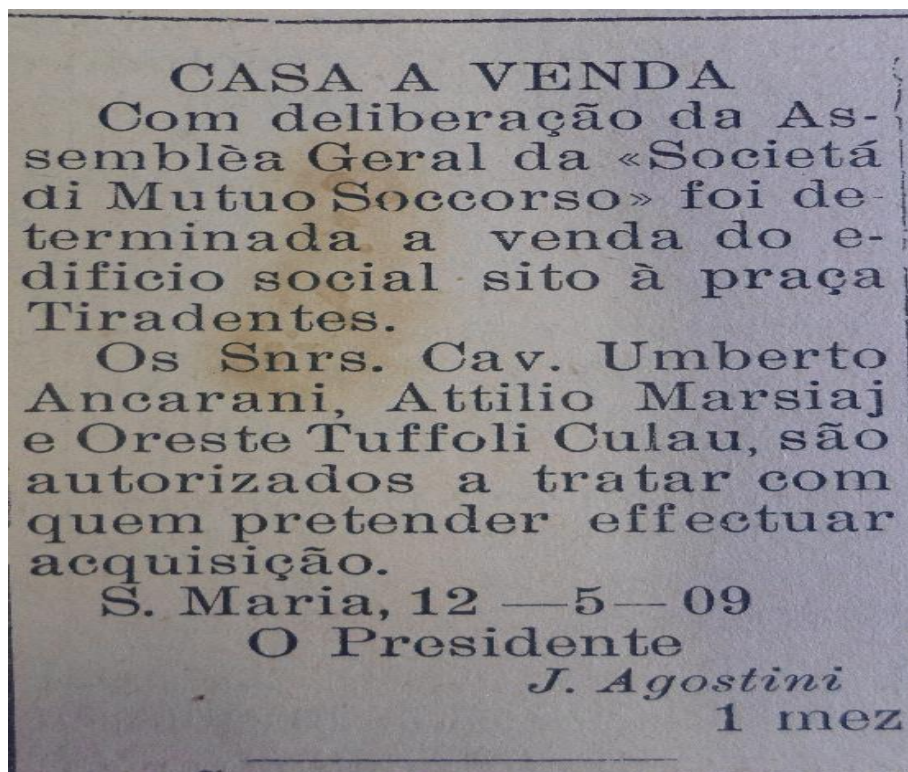 CASA A VENDA
Com deliberação da As-
semblèa Geral da «Societá
di Mutuo Soccorso» foi de-
terminada a venda do e-
dificio social sito à praça
Tiradentes.
Os Snrs. Cav. Umberto
Ancarani, Attilio Marsiaj
e Oreste Tuffoli Culau, são
autorizados a tratar com
quem pretender effectuar
acquisição.
S. Maria, 12 —5— 09
O Presidente
J. Agostini
1 mez